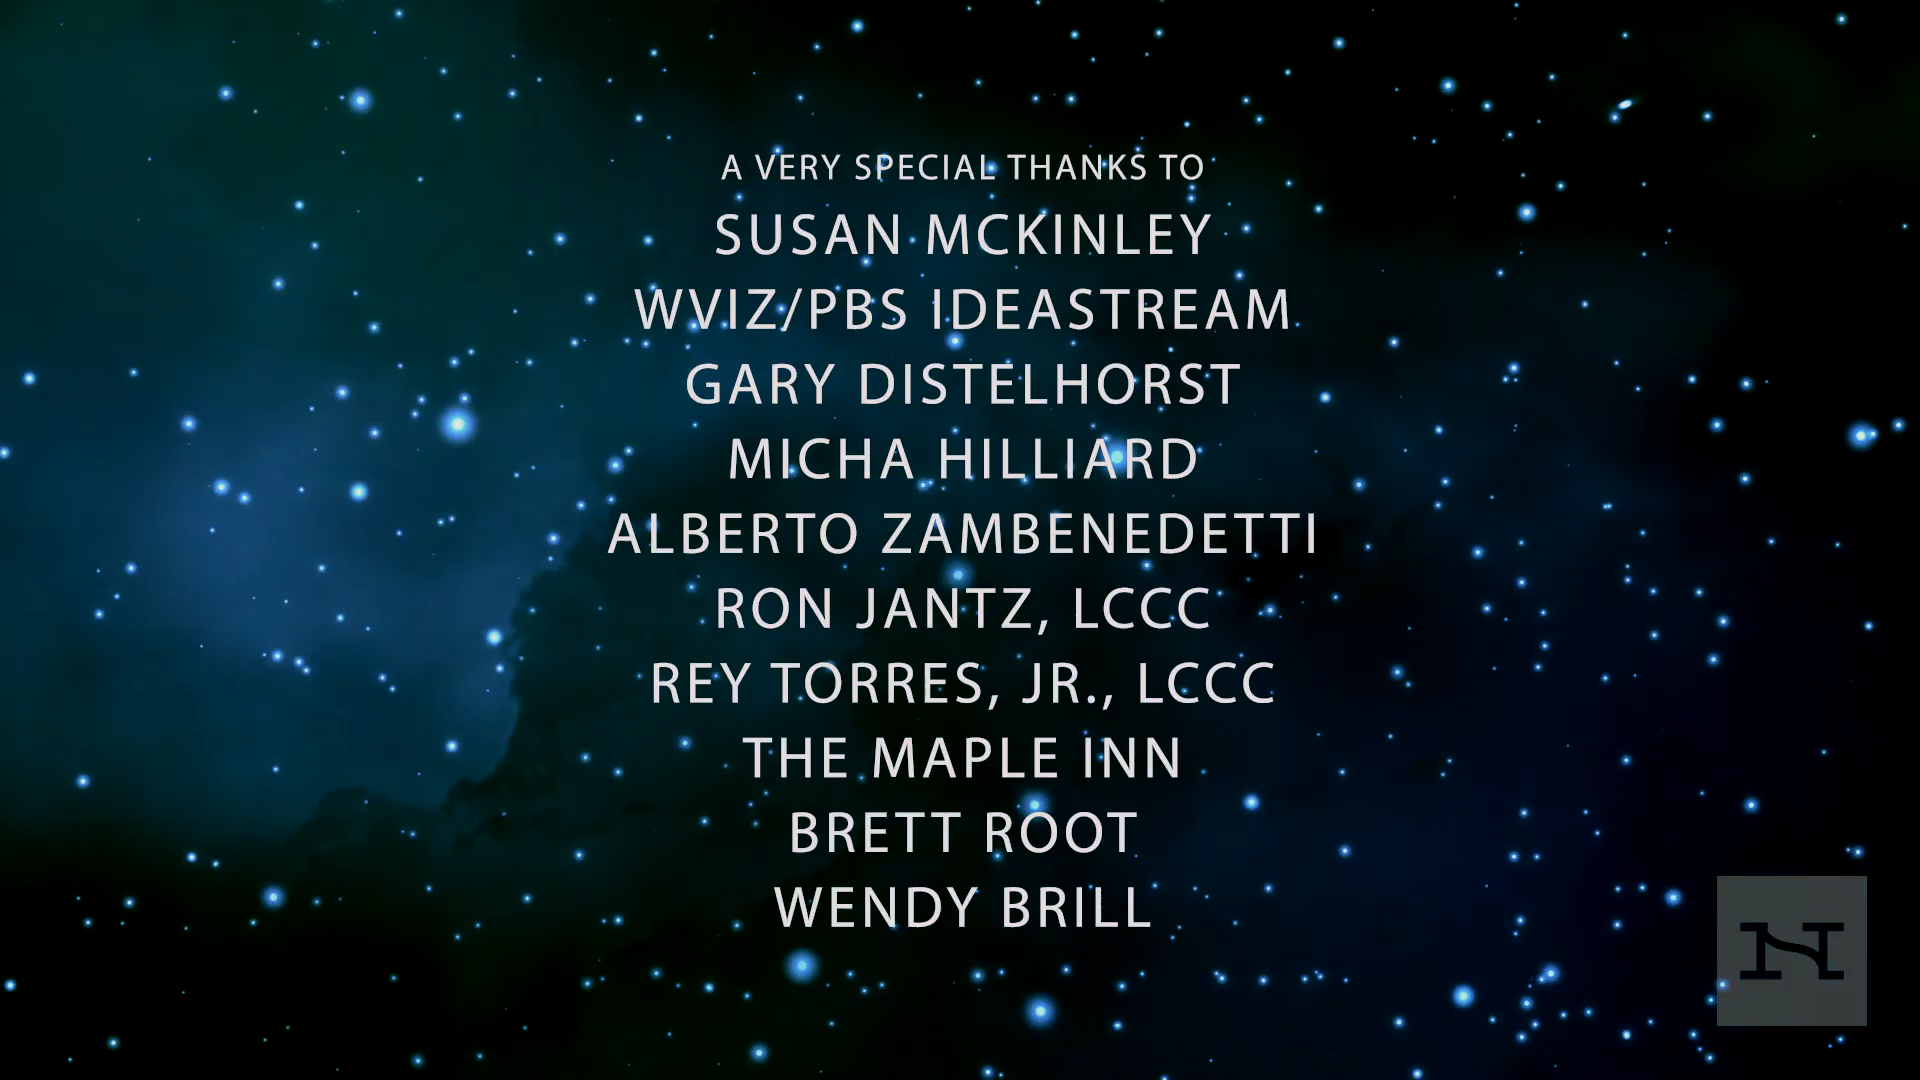 A VERY SPECIAL THANKS TO
SUSAN MCKINLEY
WVIZ/PBS IDEASTREAM
GARY DISTELHORST
MICHA HILLIARD
ALBERTO ZAMBENEDETTI
RON JANTZ, LCCC
REY TORRES, JR., LCCC
THE MAPLE INN
BRETT ROOT
WENDY BRILL
N